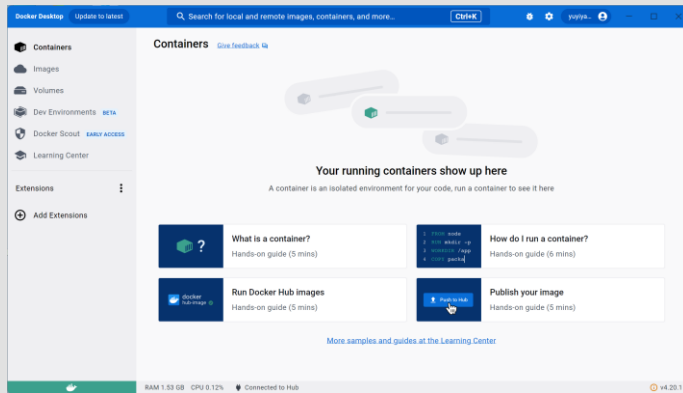 Docker Desktop Update to latest Search for local and remote images, containers, and more... Ctrl+K yuyiya...
Containers
Images
Volumes
Dev Environments BETA
Docker Scout EARLY ACCESS
Learning Center
Extensions
Add Extensions
Containers Give feedback
Your running containers show up here
A container is an isolated environment for your code, run a container to see it here
?
What is a container?
Hands-on guide (5 mins)
1 FROM node
2 RUN mkdir -p
3 WORKDIR /app
4 COPY packa
How do I run a container?
Hands-on guide (6 mins)
docker
hub-image
Run Docker Hub images
Hands-on guide (5 mins)
Push to Hub
Publish your image
Hands-on guide (5 mins)
More samples and guides at the Learning Center
RAM 1.53 GB CPU 0.12% Connected to Hub v4.20.1